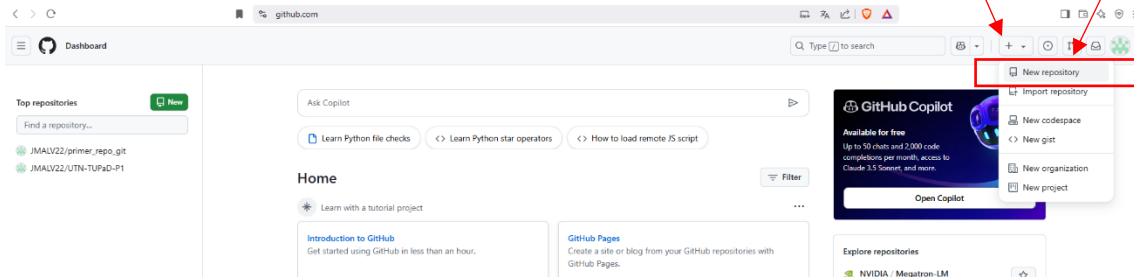 github.com
Dashboard
Type / to search
New repository
Import repository
New codespace
New gist
New organization
New project
Top repositories
New
Find a repository...
JMALV22/primer_repo_git
JMALV22/UTN-TUPaD-P1
Ask Copilot
Learn Python file checks
Learn Python star operators
How to load remote JS script
Home
Filter
Learn with a tutorial project
Introduction to GitHub
Get started using GitHub in less than an hour.
GitHub Pages
Create a site or blog from your GitHub repositories with
GitHub Pages.
GitHub Copilot
Available for free
Up to 50 chats and 2,000 code
completions per month, access to
Claude 3.5 Sonnet, and more.
Open Copilot
Explore repositories
NVIDIA / Megatron-LM